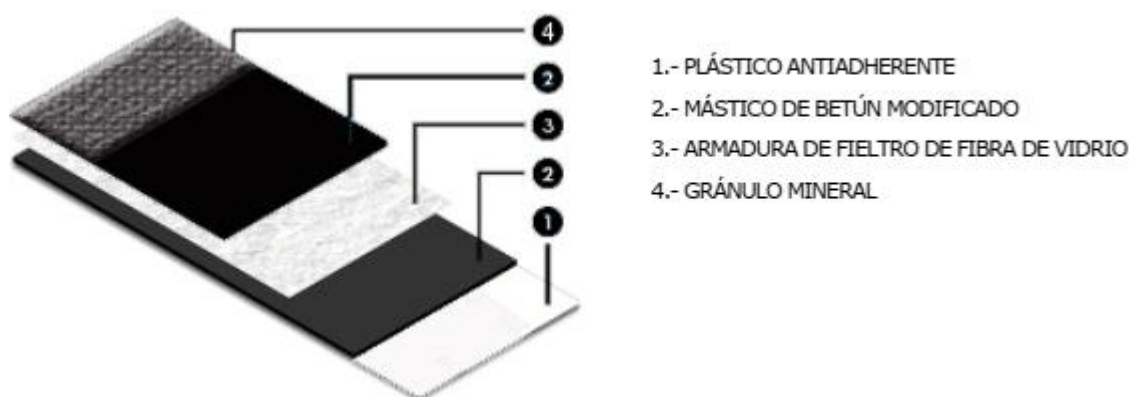 4
2
3
2
1
1.- PLÁSTICO ANTIADHERENTE
2.- MÁSTICO DE BETÚN MODIFICADO
3.- ARMADURA DE FIELTRO DE FIBRA DE VIDRIO
4.- GRÁNULO MINERAL